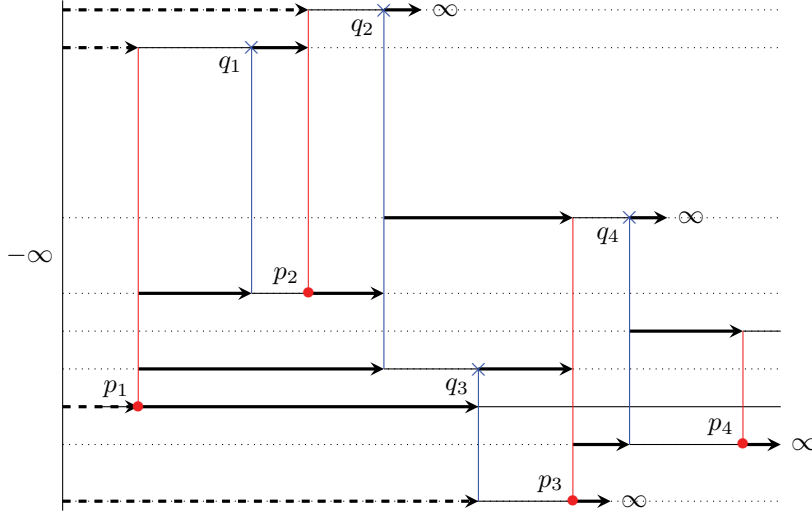 q₂ ∞
q₁
q₄ ∞
−∞
p₂
p₁ q₃
p₄
∞
p₃ ∞